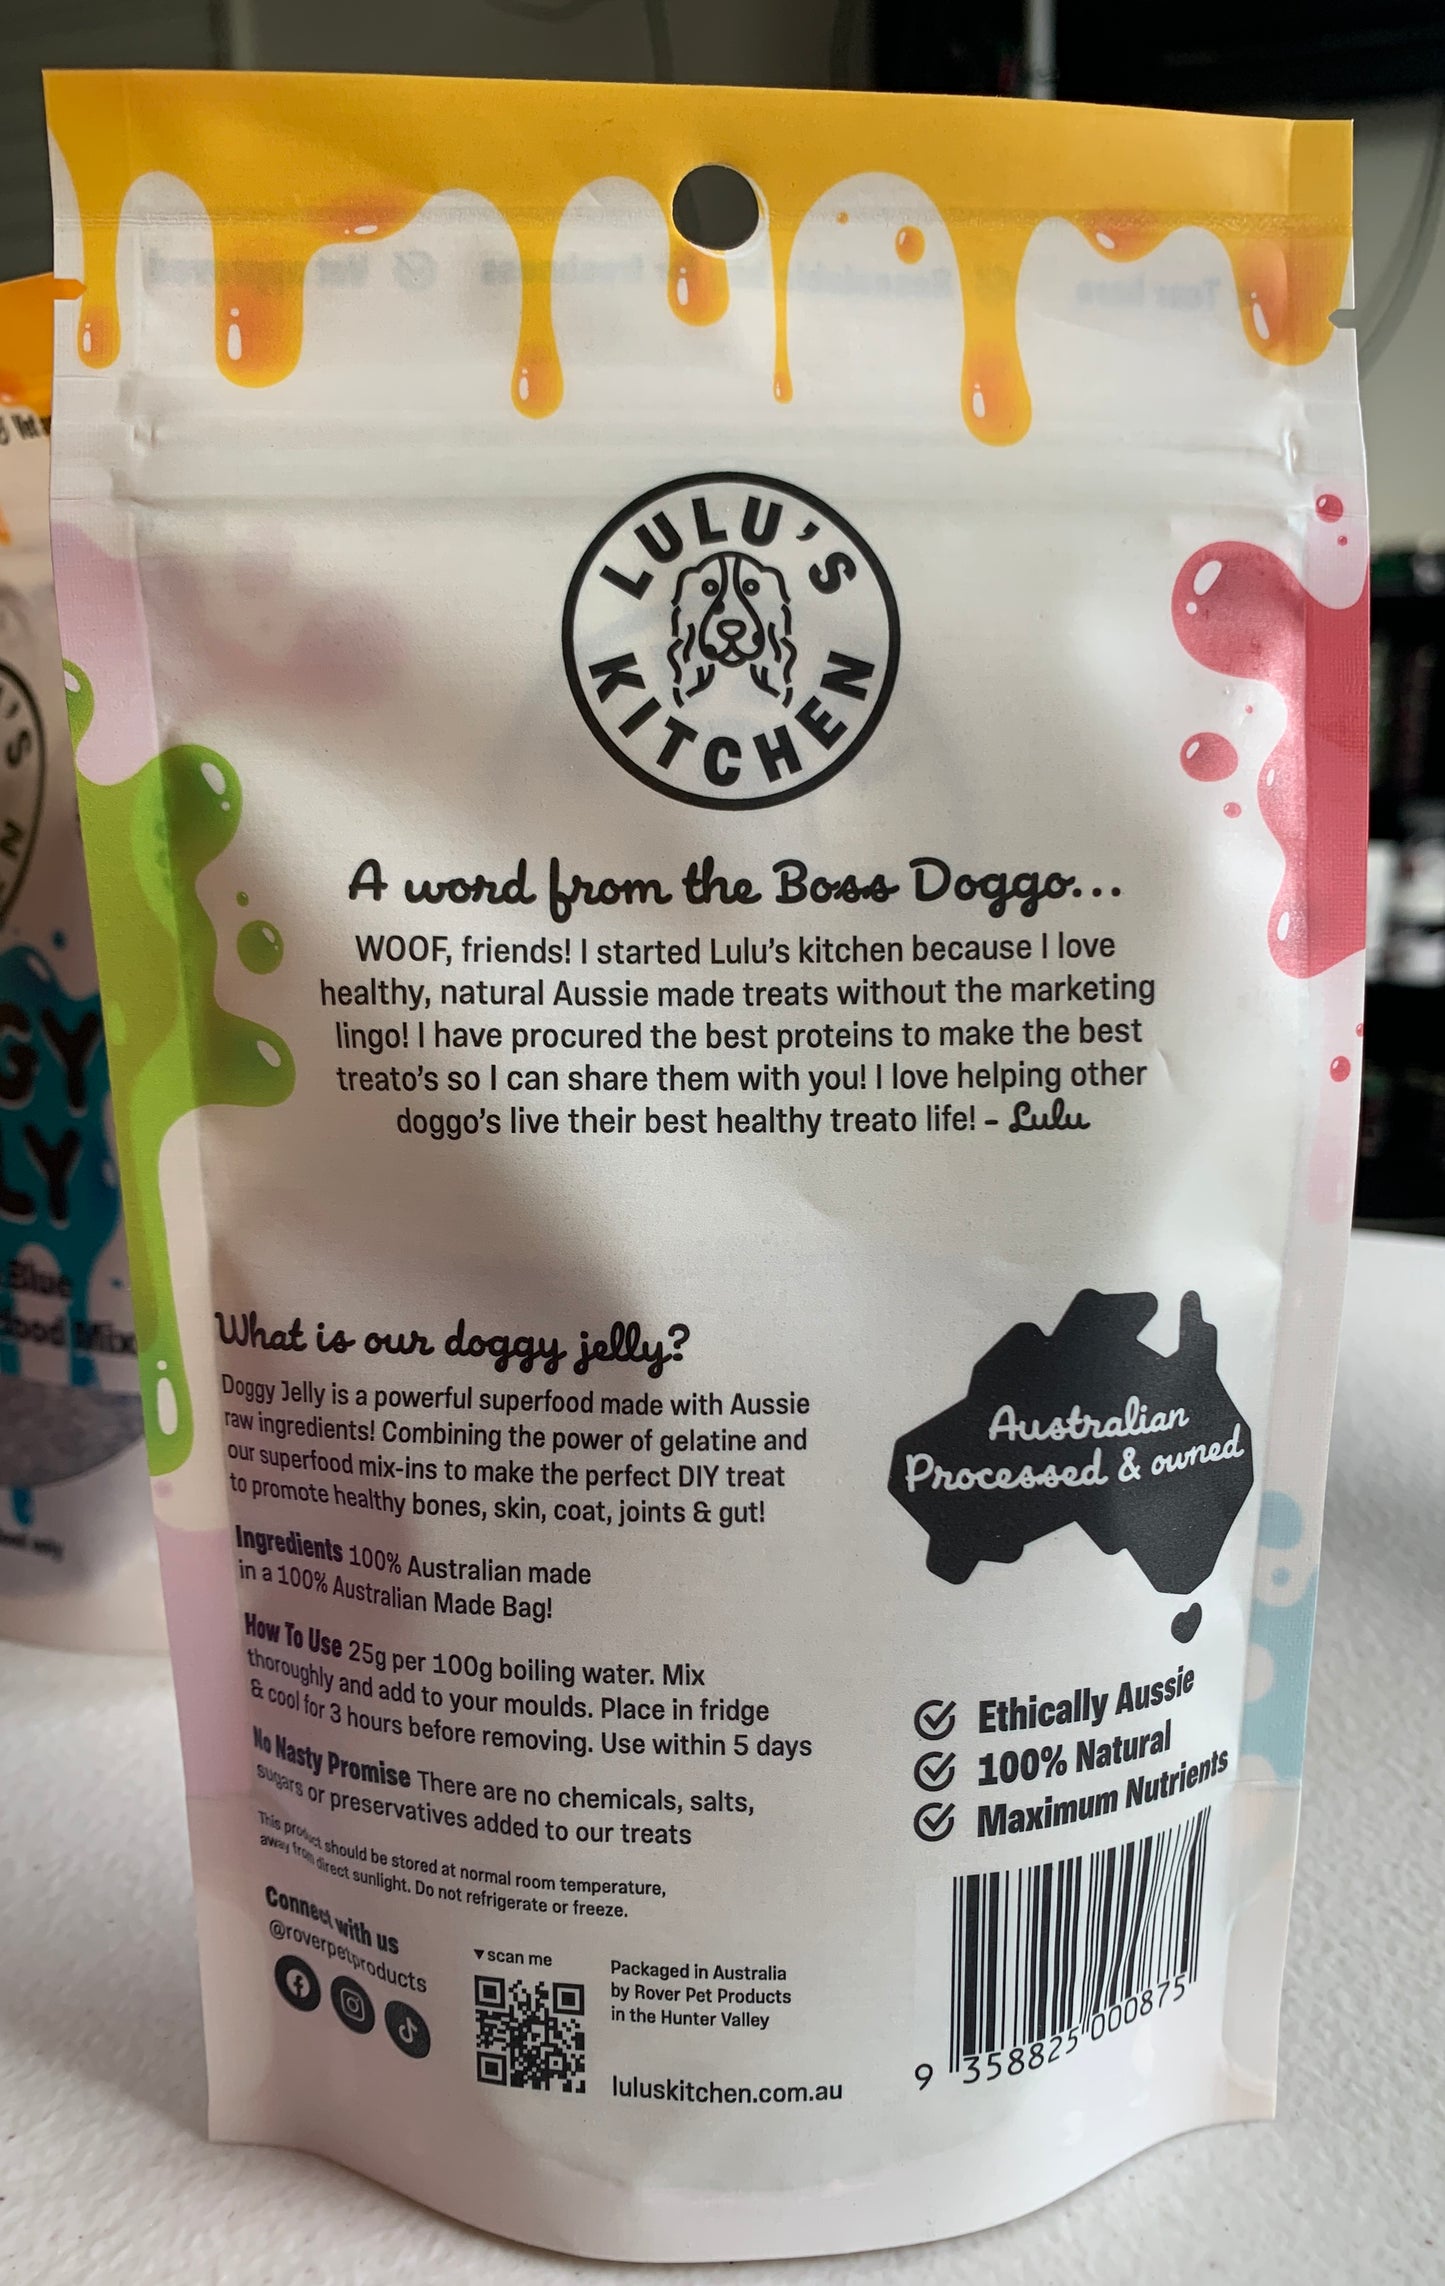 LULU'S
KITCHEN
A word from the Boss Doggo...
WOOF, friends! I started Lulu's kitchen because I love
healthy, natural Aussie made treats without the marketing
lingo! I have procured the best proteins to make the best
treato's so I can share them with you! I love helping other
doggo's live their best healthy treato life! - Lulu
What is our doggy jelly?
Doggy Jelly is a powerful superfood made with Aussie
raw ingredients! Combining the power of gelatine and
our superfood mix-ins to make the perfect DIY treat
to promote healthy bones, skin, coat, joints & gut!
Ingredients 100% Australian made
in a 100% Australian Made Bag!
How To Use 25g per 100g boiling water. Mix
thoroughly and add to your moulds. Place in fridge
& cool for 3 hours before removing. Use within 5 days
No Nasty Promise There are no chemicals, salts,
sugars or preservatives added to our treats
This product should be stored at normal room temperature,
away from direct sunlight. Do not refrigerate or freeze.
Connect with us
@roverpetproducts
▼scan me
Packaged in Australia
by Rover Pet Products
in the Hunter Valley
luluskitchen.com.au
Australian
Processed & owned
Ethically Aussie
100% Natural
Maximum Nutrients
9 358825 000875
Blue
Mix